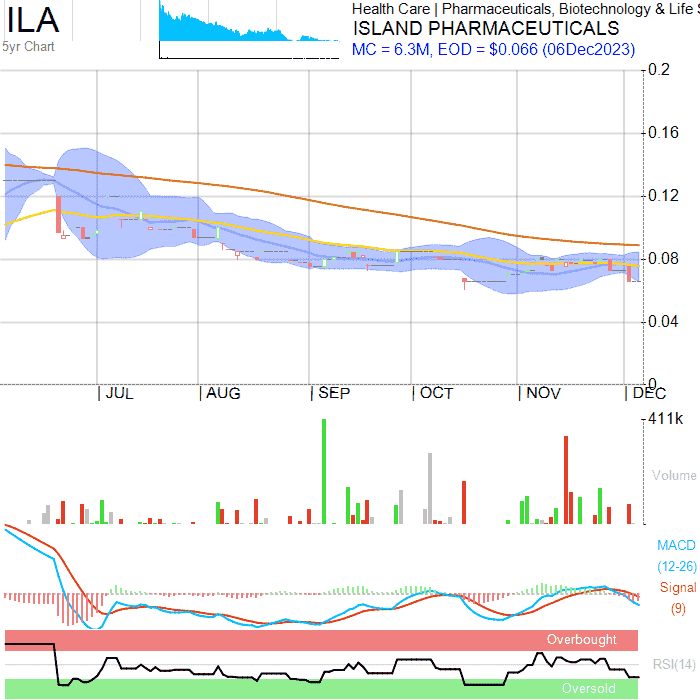 ILA
5yr Chart
Health Care | Pharmaceuticals, Biotechnology & Life S
ISLAND PHARMACEUTICALS
MC = 6.3M, EOD = $0.066 (06Dec2023)
0.2
0.16
0.12
0.08
0.04
0
JUL
AUG
SEP
OCT
NOV
DEC
411k
Volume
MACD
(12-26)
Signal
(9)
Overbought
RSI(14)
Oversold